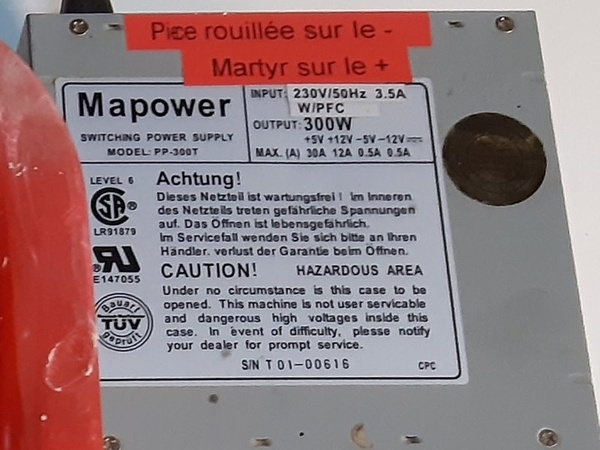 Pièce rouillée sur le -
Martyr sur le +
Mapower
SWITCHING POWER SUPPLY
MODEL: PP-300T
INPUT: 230V/50Hz 3.5A
W/PFC
OUTPUT: 300W
+5V +12V -5V -12V
MAX. (A) 30A 12A 0.5A 0.5A
LEVEL 6
SA ®
LR91879
®RU
E147055
Bauart
TÜV
geprüft
Achtung!
Dieses Netzteil ist wartungsfrei! Im Inneren
des Netzteils treten gefährliche Spannungen
auf. Das Öffnen ist lebensgefährlich.
Im Servicefall wenden Sie sich bitte an Ihren
Händler. verlust der Garantie beim Öffnen.
CAUTION! HAZARDOUS AREA
Under no circumstance is this case to be
opened. This machine is not user servicable
and dangerous high voltages inside this
case. In event of difficulty, please notify
your dealer for prompt service.
S/N T 01-00616 CPC